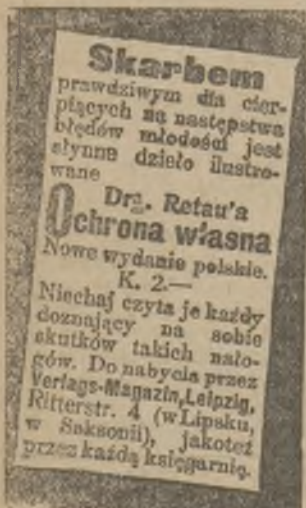 Skarbem
prawdziwym dla cier-
piących na następstwa
błędów młodości jest
słynne dzieło ilustro-
wane
Dra. Retau'a
Ochrona własna
Nowe wydanie polskie.
K. 2.—
Niechaj czyta je każdy
doznający na sobie
skutków takich nało-
gów. Do nabycia przez
Verlags-Magazin, Leipzig,
Ritterstr. 4 (w Lipsku,
w Saksonii), jakoteż
przez każdą księgarnię.